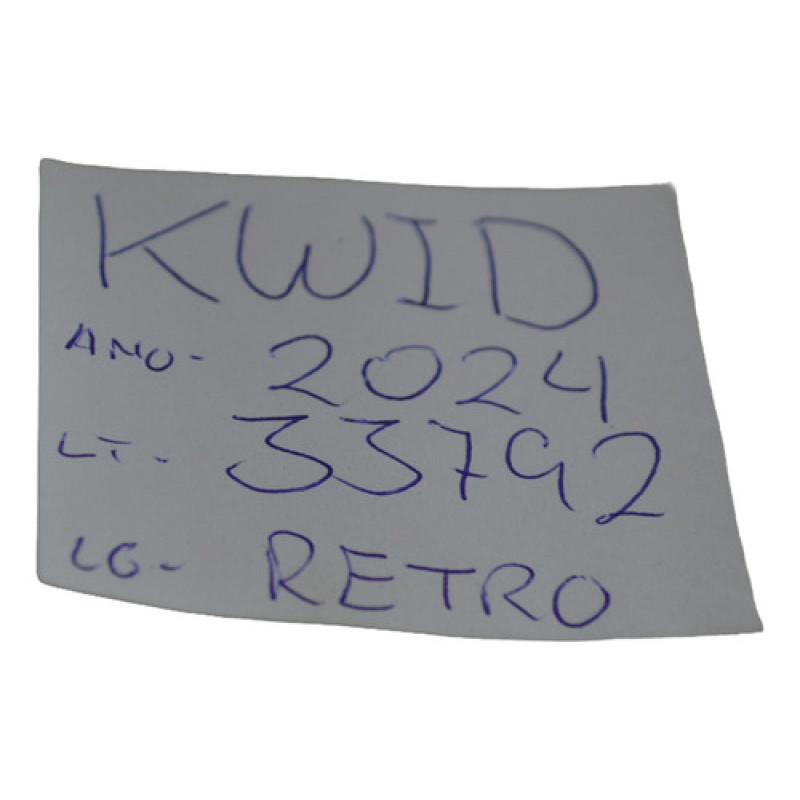 KWID
ANO- 2024
LT- 33792
LG- RETRO